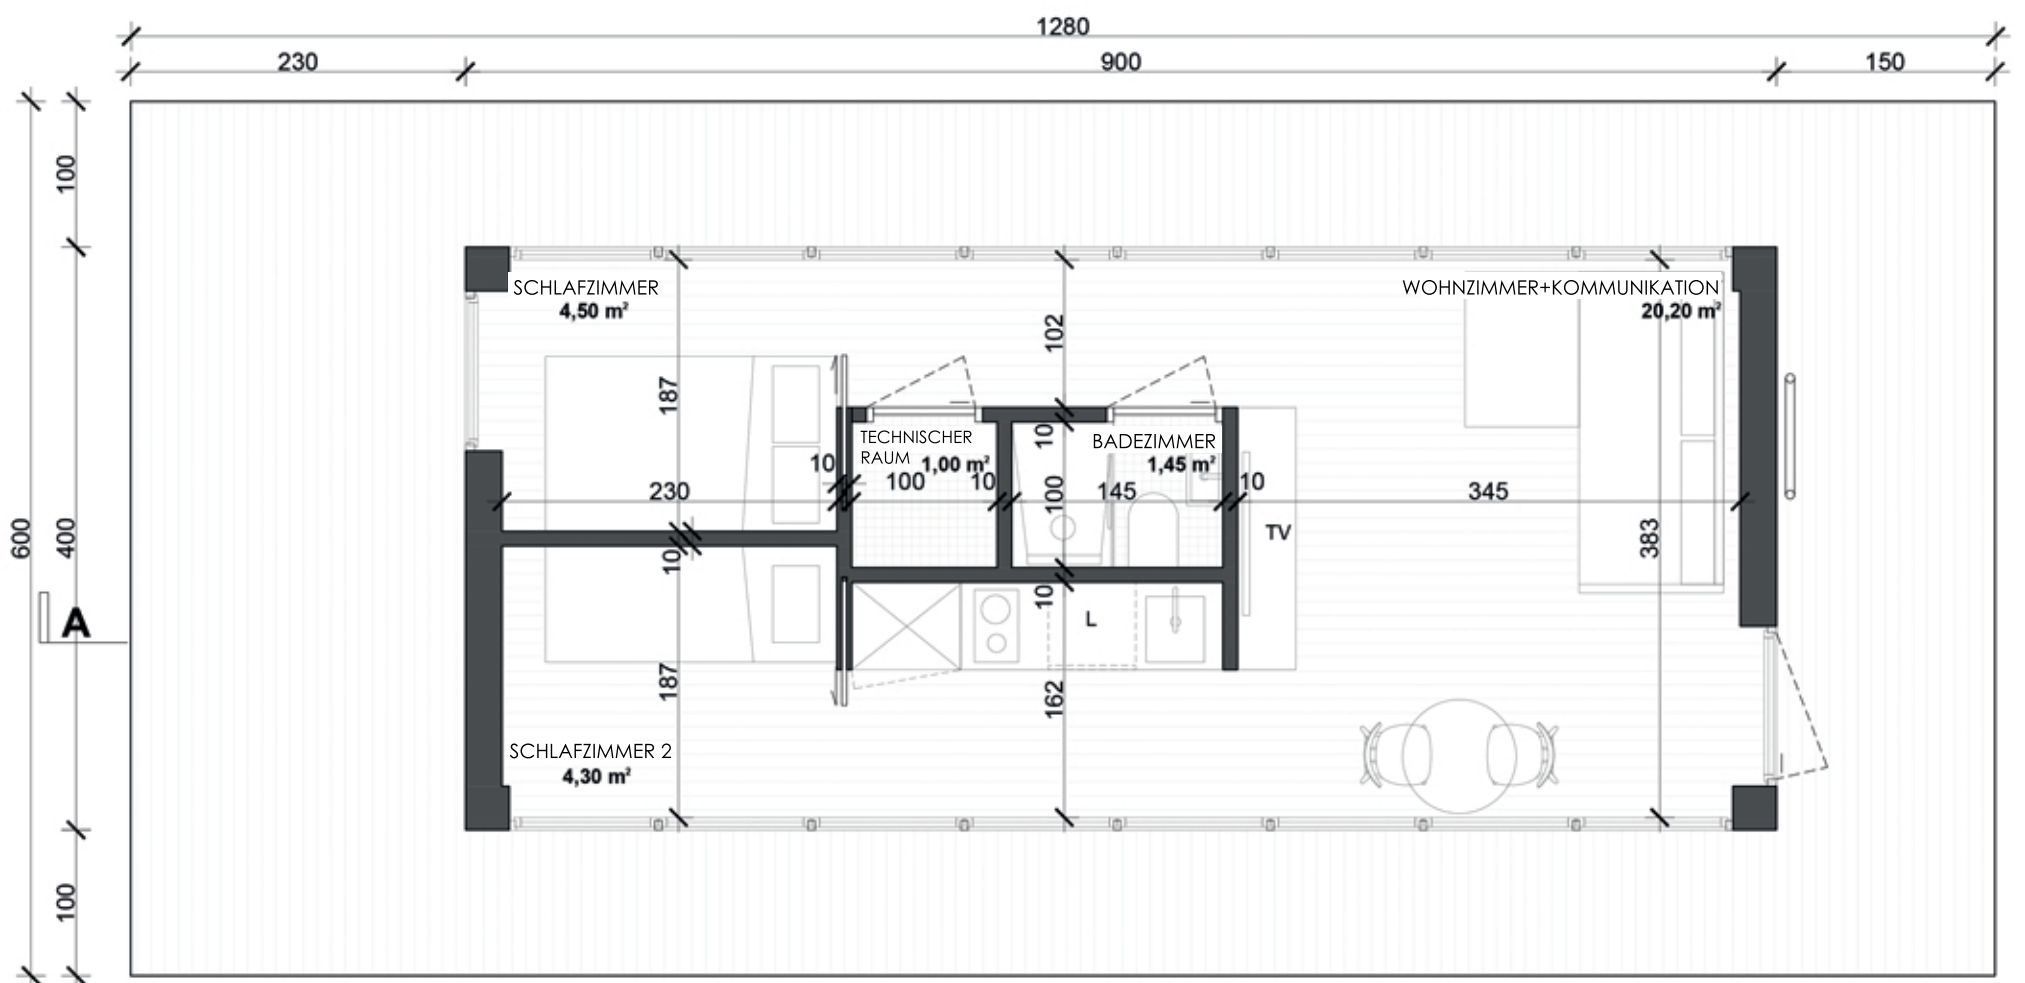 1280
230 900 150
100
SCHLAFZIMMER
4,50 m²
WOHNZIMMER+KOMMUNIKATION
20,20 m²
102
187
TECHNISCHER
RAUM 1,00 m²
10
BADEZIMMER
1,45 m²
10
230
100
10
100
145
10
345
600
400
TV
383
10
10
L
A
187
162
SCHLAFZIMMER 2
4,30 m²
100